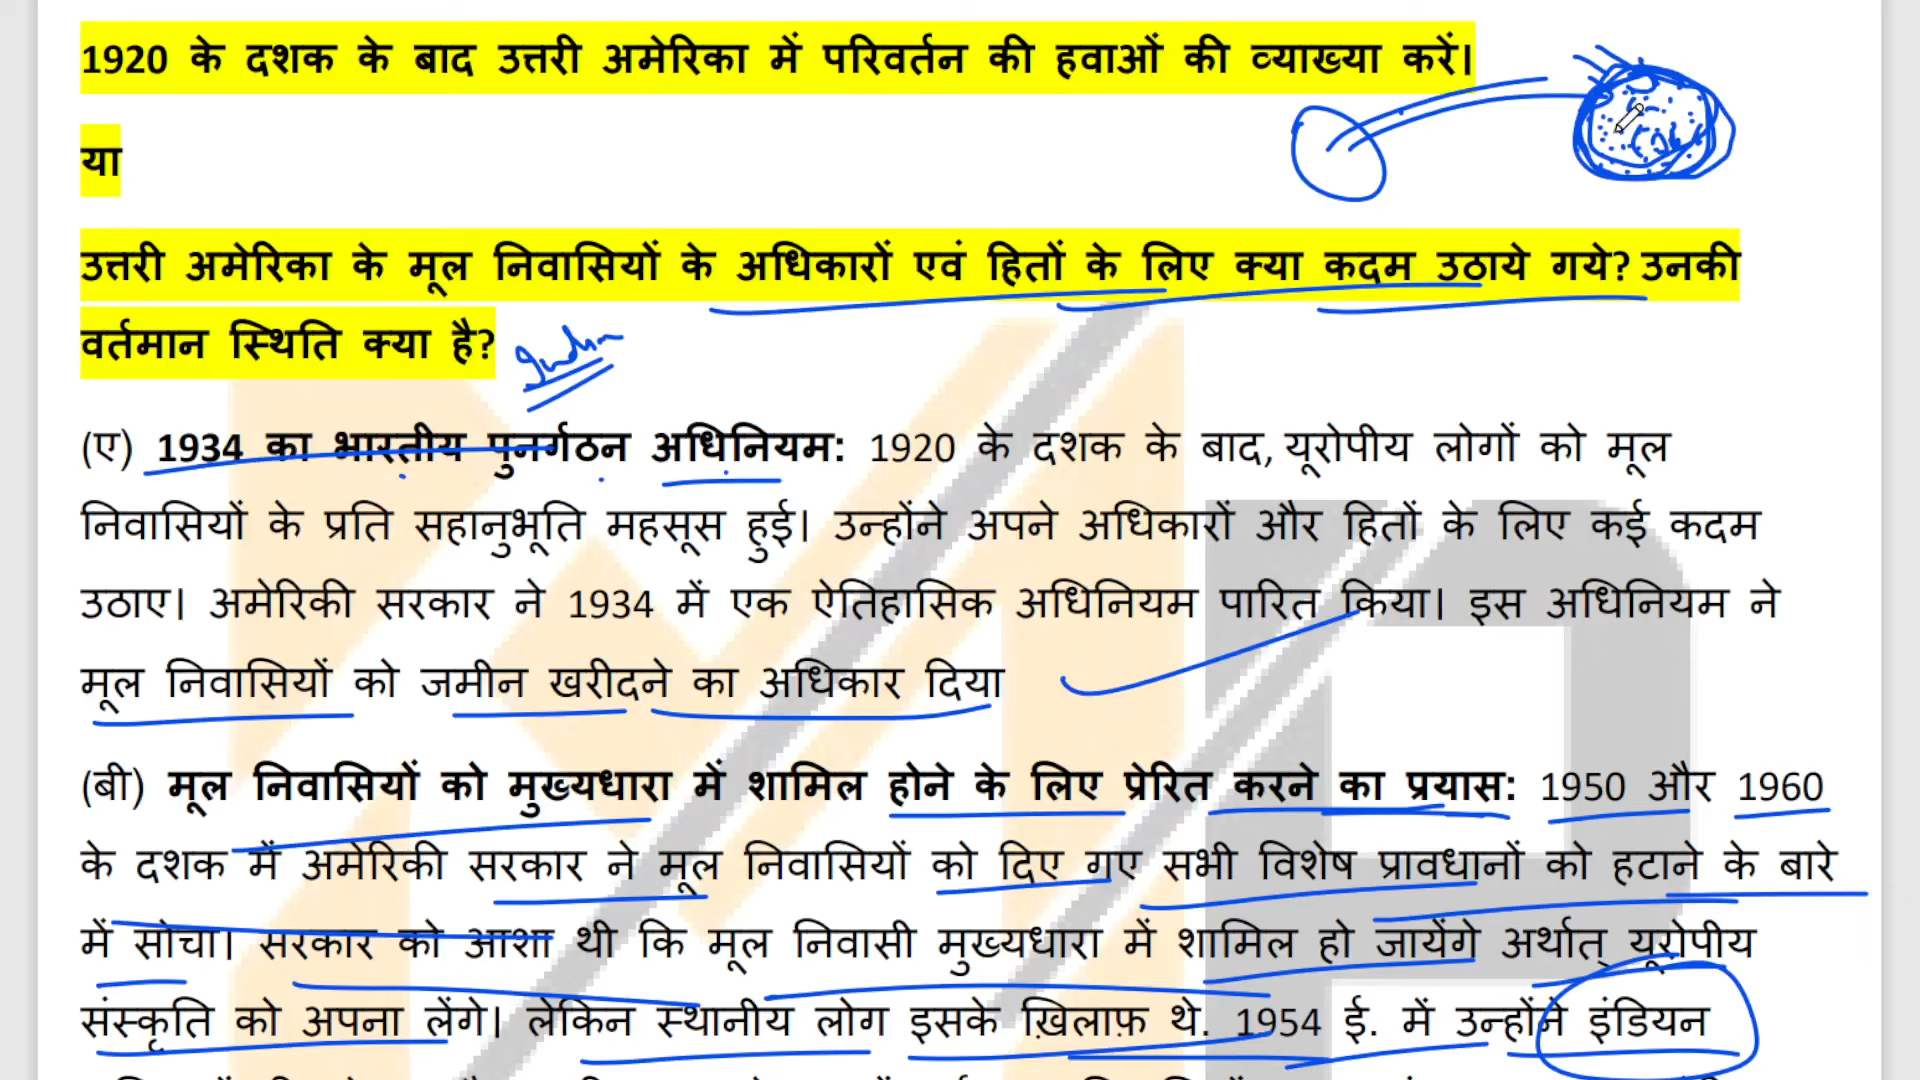 1920 के दशक के बाद उत्तरी अमेरिका में परिवर्तन की हवाओं की व्याख्या करें।
या
उत्तरी अमेरिका के मूल निवासियों के अधिकारों एवं हितों के लिए क्या कदम उठाये गये? उनकी
वर्तमान स्थिति क्या है?
(ए) 1934 का भारतीय पुनर्गठन अधिनियम: 1920 के दशक के बाद, यूरोपीय लोगों को मूल
निवासियों के प्रति सहानुभूति महसूस हुई। उन्होंने अपने अधिकारों और हितों के लिए कई कदम
उठाए। अमेरिकी सरकार ने 1934 में एक ऐतिहासिक अधिनियम पारित किया। इस अधिनियम ने
मूल निवासियों को जमीन खरीदने का अधिकार दिया
(बी) मूल निवासियों को मुख्यधारा में शामिल होने के लिए प्रेरित करने का प्रयास: 1950 और 1960
के दशक में अमेरिकी सरकार ने मूल निवासियों को दिए गए सभी विशेष प्रावधानों को हटाने के बारे
में सोचा। सरकार को आशा थी कि मूल निवासी मुख्यधारा में शामिल हो जायेंगे अर्थात् यूरोपीय
संस्कृति को अपना लेंगे। लेकिन स्थानीय लोग इसके ख़िलाफ़ थे. 1954 ई. में उन्होंने इंडियन